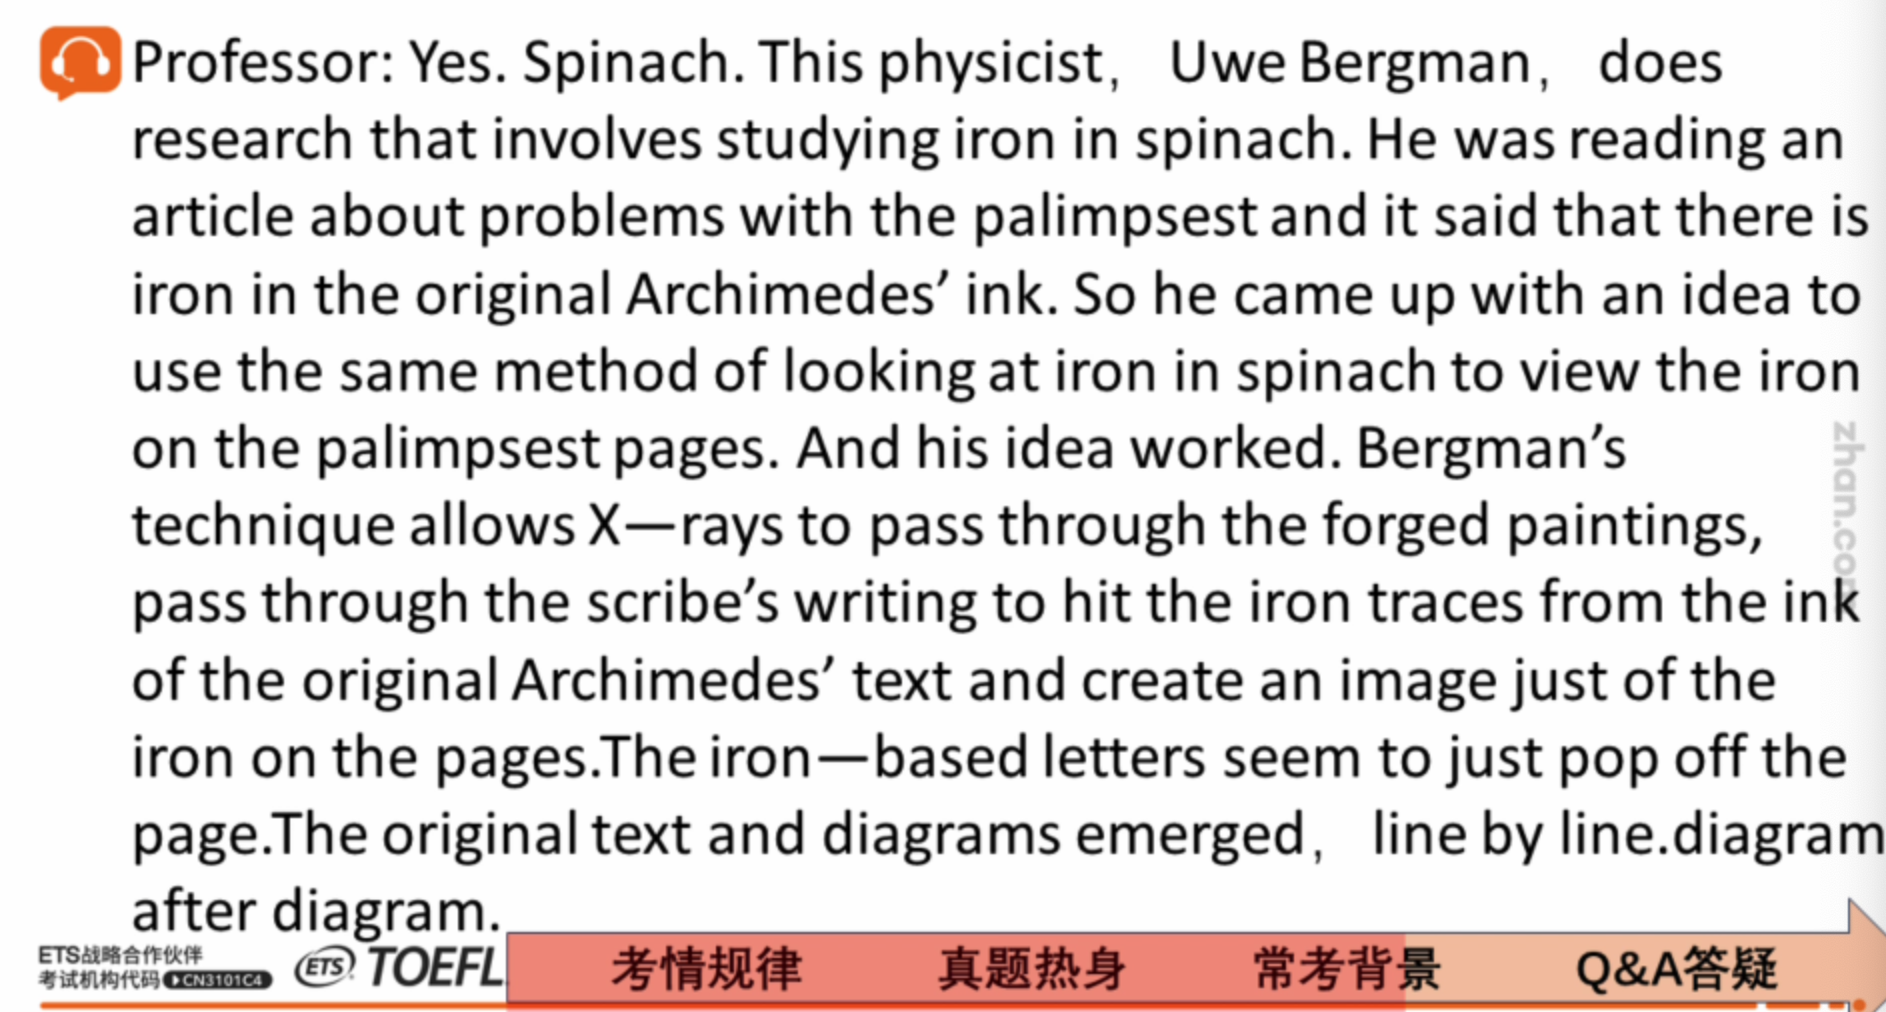 Professor: Yes. Spinach. This physicist， Uwe Bergman， does
research that involves studying iron in spinach. He was reading an
article about problems with the palimpsest and it said that there is
iron in the original Archimedes’ ink. So he came up with an idea to
use the same method of looking at iron in spinach to view the iron
on the palimpsest pages. And his idea worked. Bergman’s
technique allows X—rays to pass through the forged paintings,
pass through the scribe’s writing to hit the iron traces from the ink
of the original Archimedes’ text and create an image just of the
iron on the pages.The iron—based letters seem to just pop off the
page.The original text and diagrams emerged， line by line.diagram
after diagram.
zhan.com
ETS战略合作伙伴
考试机构代码 CN3101C4
ETS TOEFL
考情规律 真题热身 常考背景 Q&A答疑